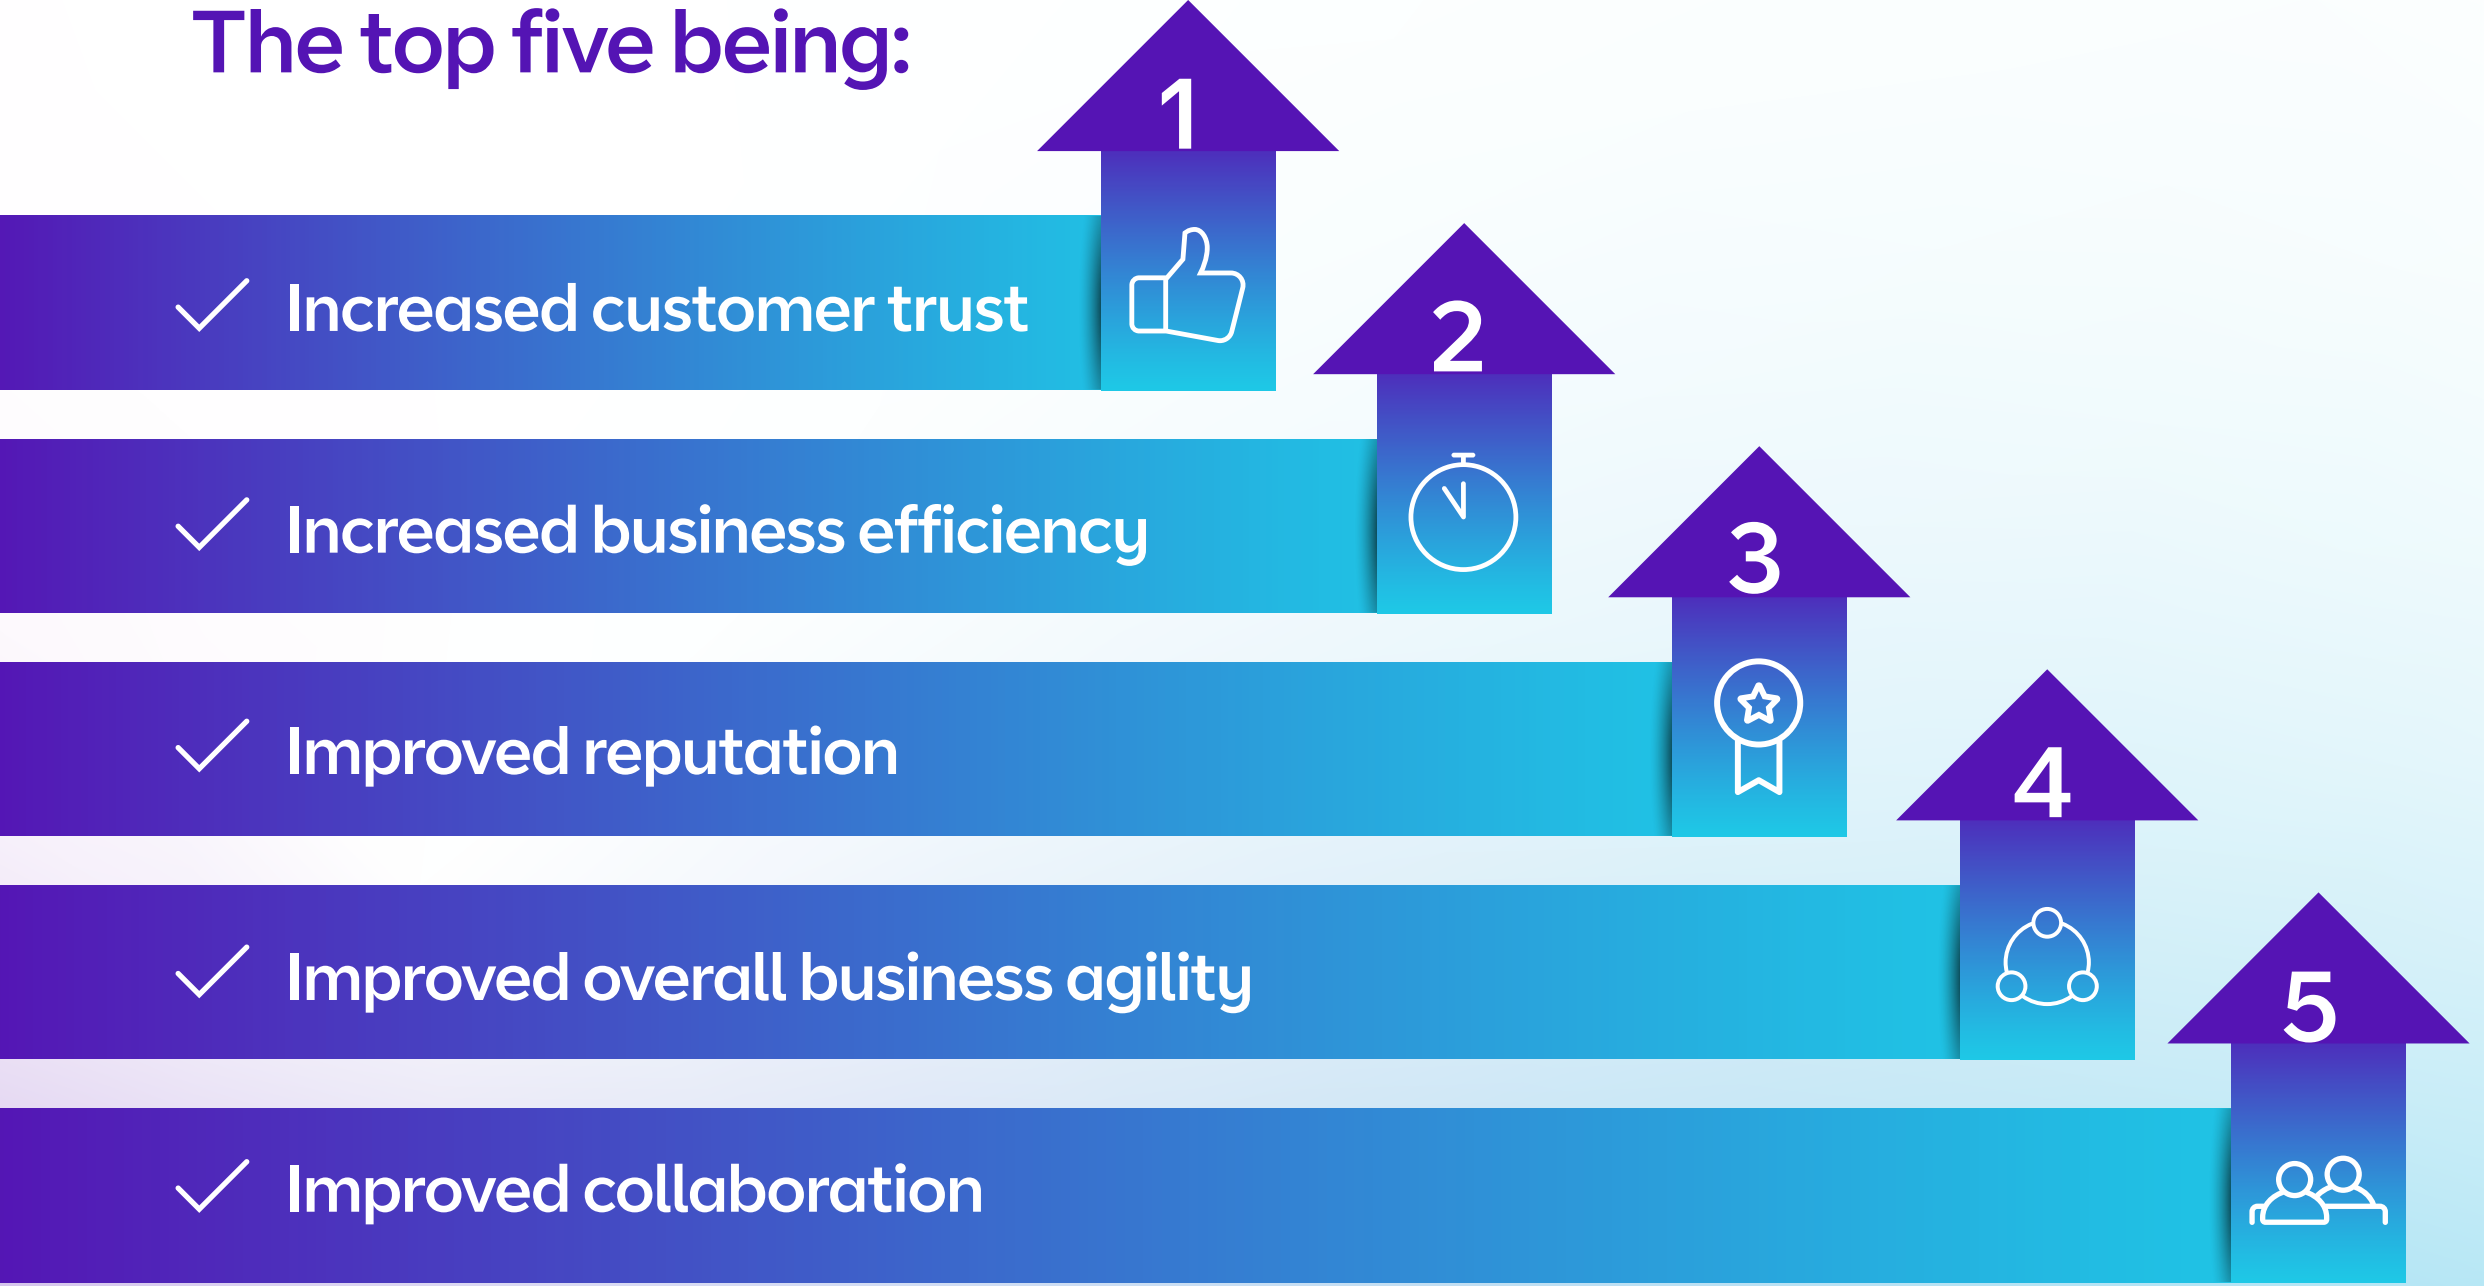 The top five being:
1
Increased customer trust
2
Increased business efficiency
3
Improved reputation
4
Improved overall business agility
5
Improved collaboration